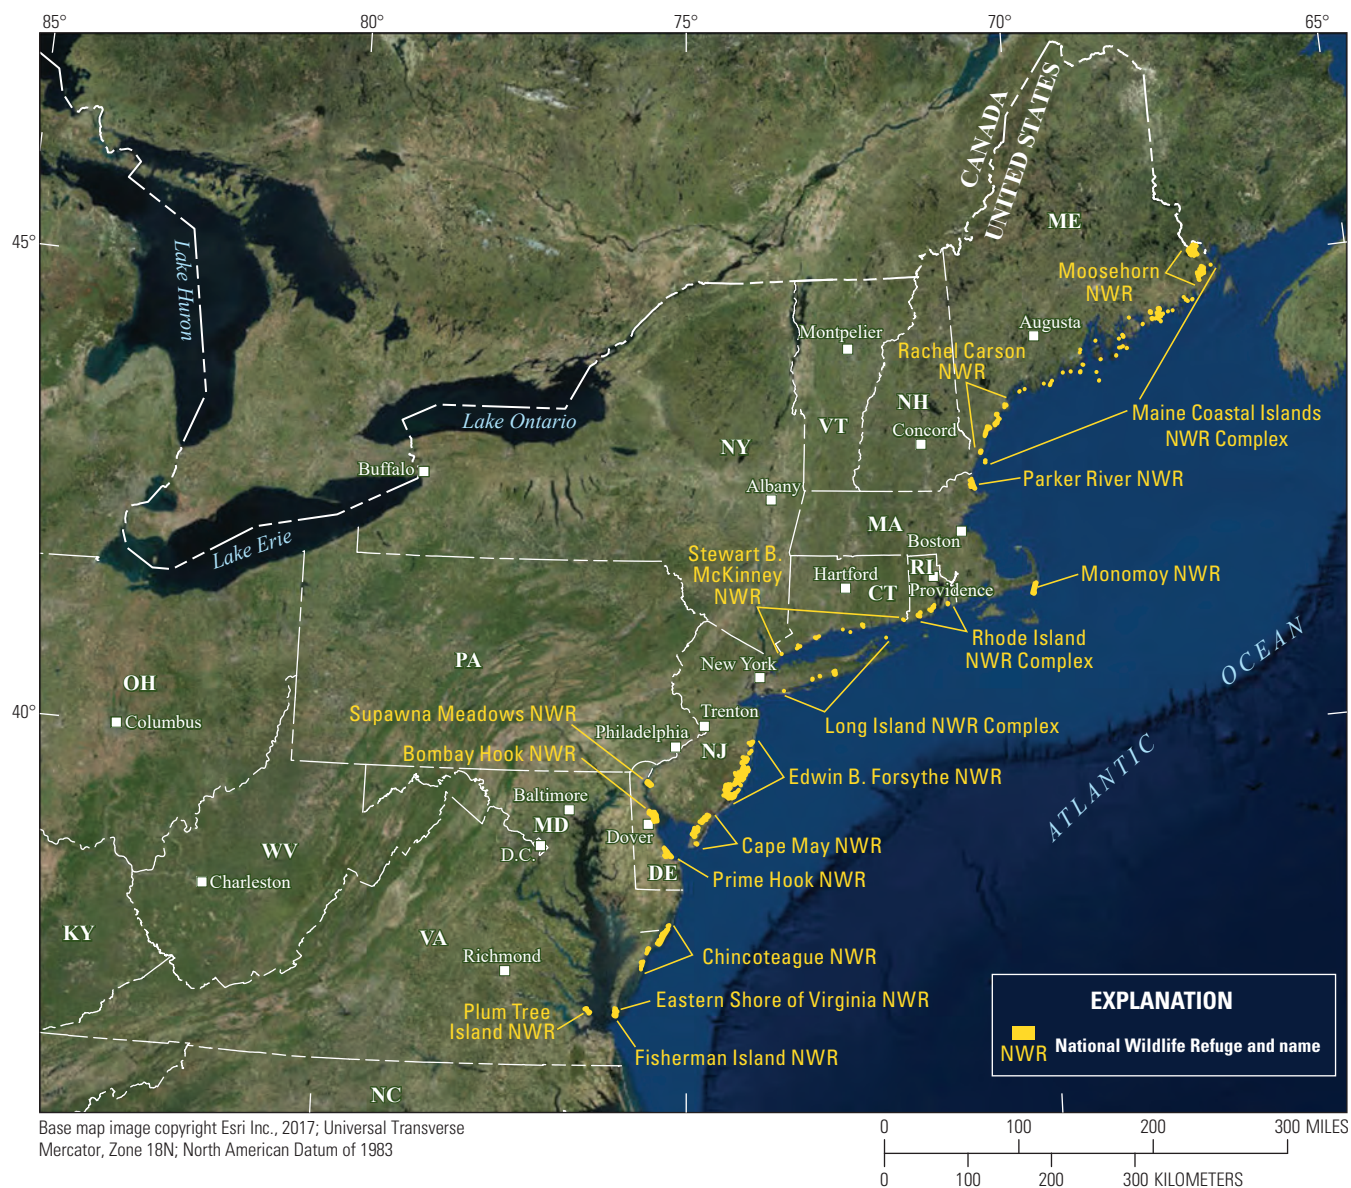 85°
80°
75°
70°
65°
45°
40°
CANADA
UNITED STATES
ME
Moosehorn
NWR
Lake Huron
Montpelier
Augusta
Rachel Carson
NWR
VT
NH
Concord
Maine Coastal Islands
NWR Complex
Lake Ontario
NY
Buffalo
Albany
Parker River NWR
MA
Boston
Lake Erie
Stewart B.
McKinney
NWR
Hartford
CT
RI
Providence
Monomoy NWR
Rhode Island
NWR Complex
PA
New York
OH
Columbus
Supawna Meadows NWR
Philadelphia
Trenton
NJ
Long Island NWR Complex
Bombay Hook NWR
Edwin B. Forsythe NWR
ATLANTIC OCEAN
Baltimore
MD
D.C.
Dover
DE
Cape May NWR
Prime Hook NWR
WV
Charleston
KY
VA
Richmond
Chincoteague NWR
Plum Tree
Island NWR
Eastern Shore of Virginia NWR
Fisherman Island NWR
NC
EXPLANATION
NWR
National Wildlife Refuge and name
Base map image copyright Esri Inc., 2017; Universal Transverse
Mercator, Zone 18N; North American Datum of 1983
0 100 200 300 MILES
0 100 200 300 KILOMETERS